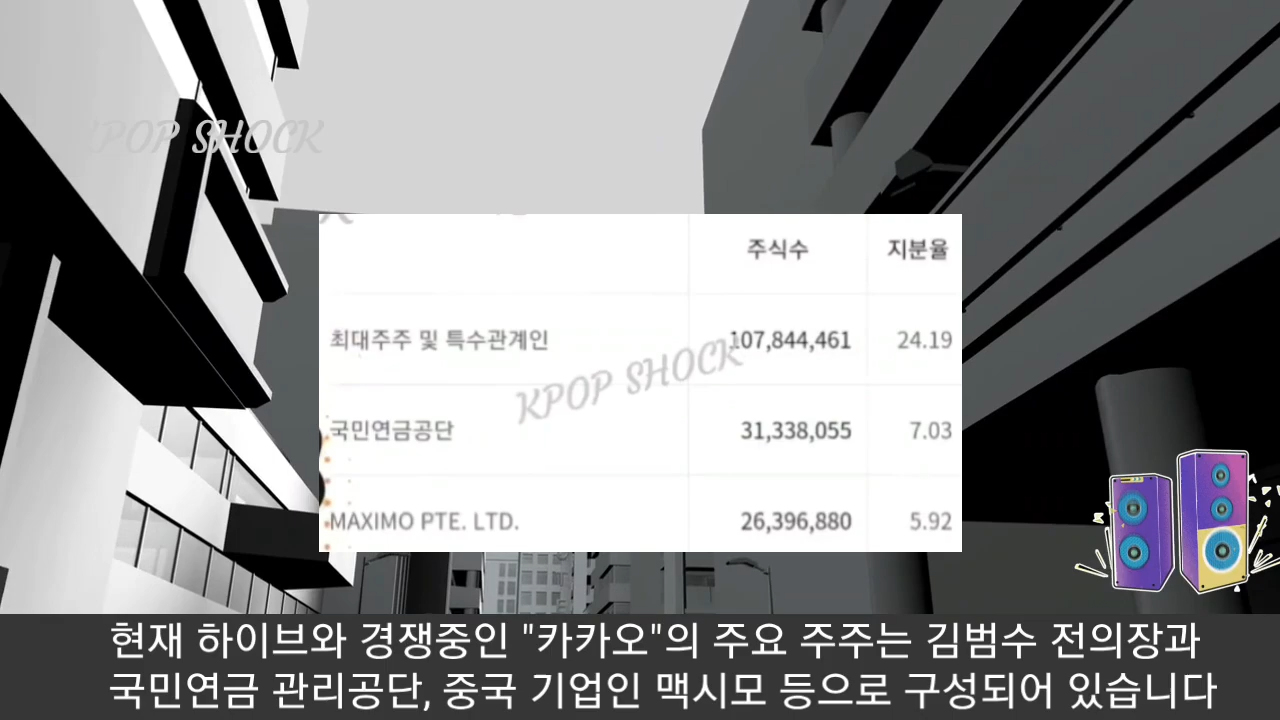 KPOP SHOCK
주식수 지분율
최대주주 및 특수관계인 107,844,461 24.19
KPOP SHOCK
국민연금공단 31,338,055 7.03
MAXIMO PTE. LTD. 26,396,880 5.92
현재 하이브와 경쟁중인 "카카오"의 주요 주주는 김범수 전의장과
국민연금 관리공단, 중국 기업인 맥시모 등으로 구성되어 있습니다